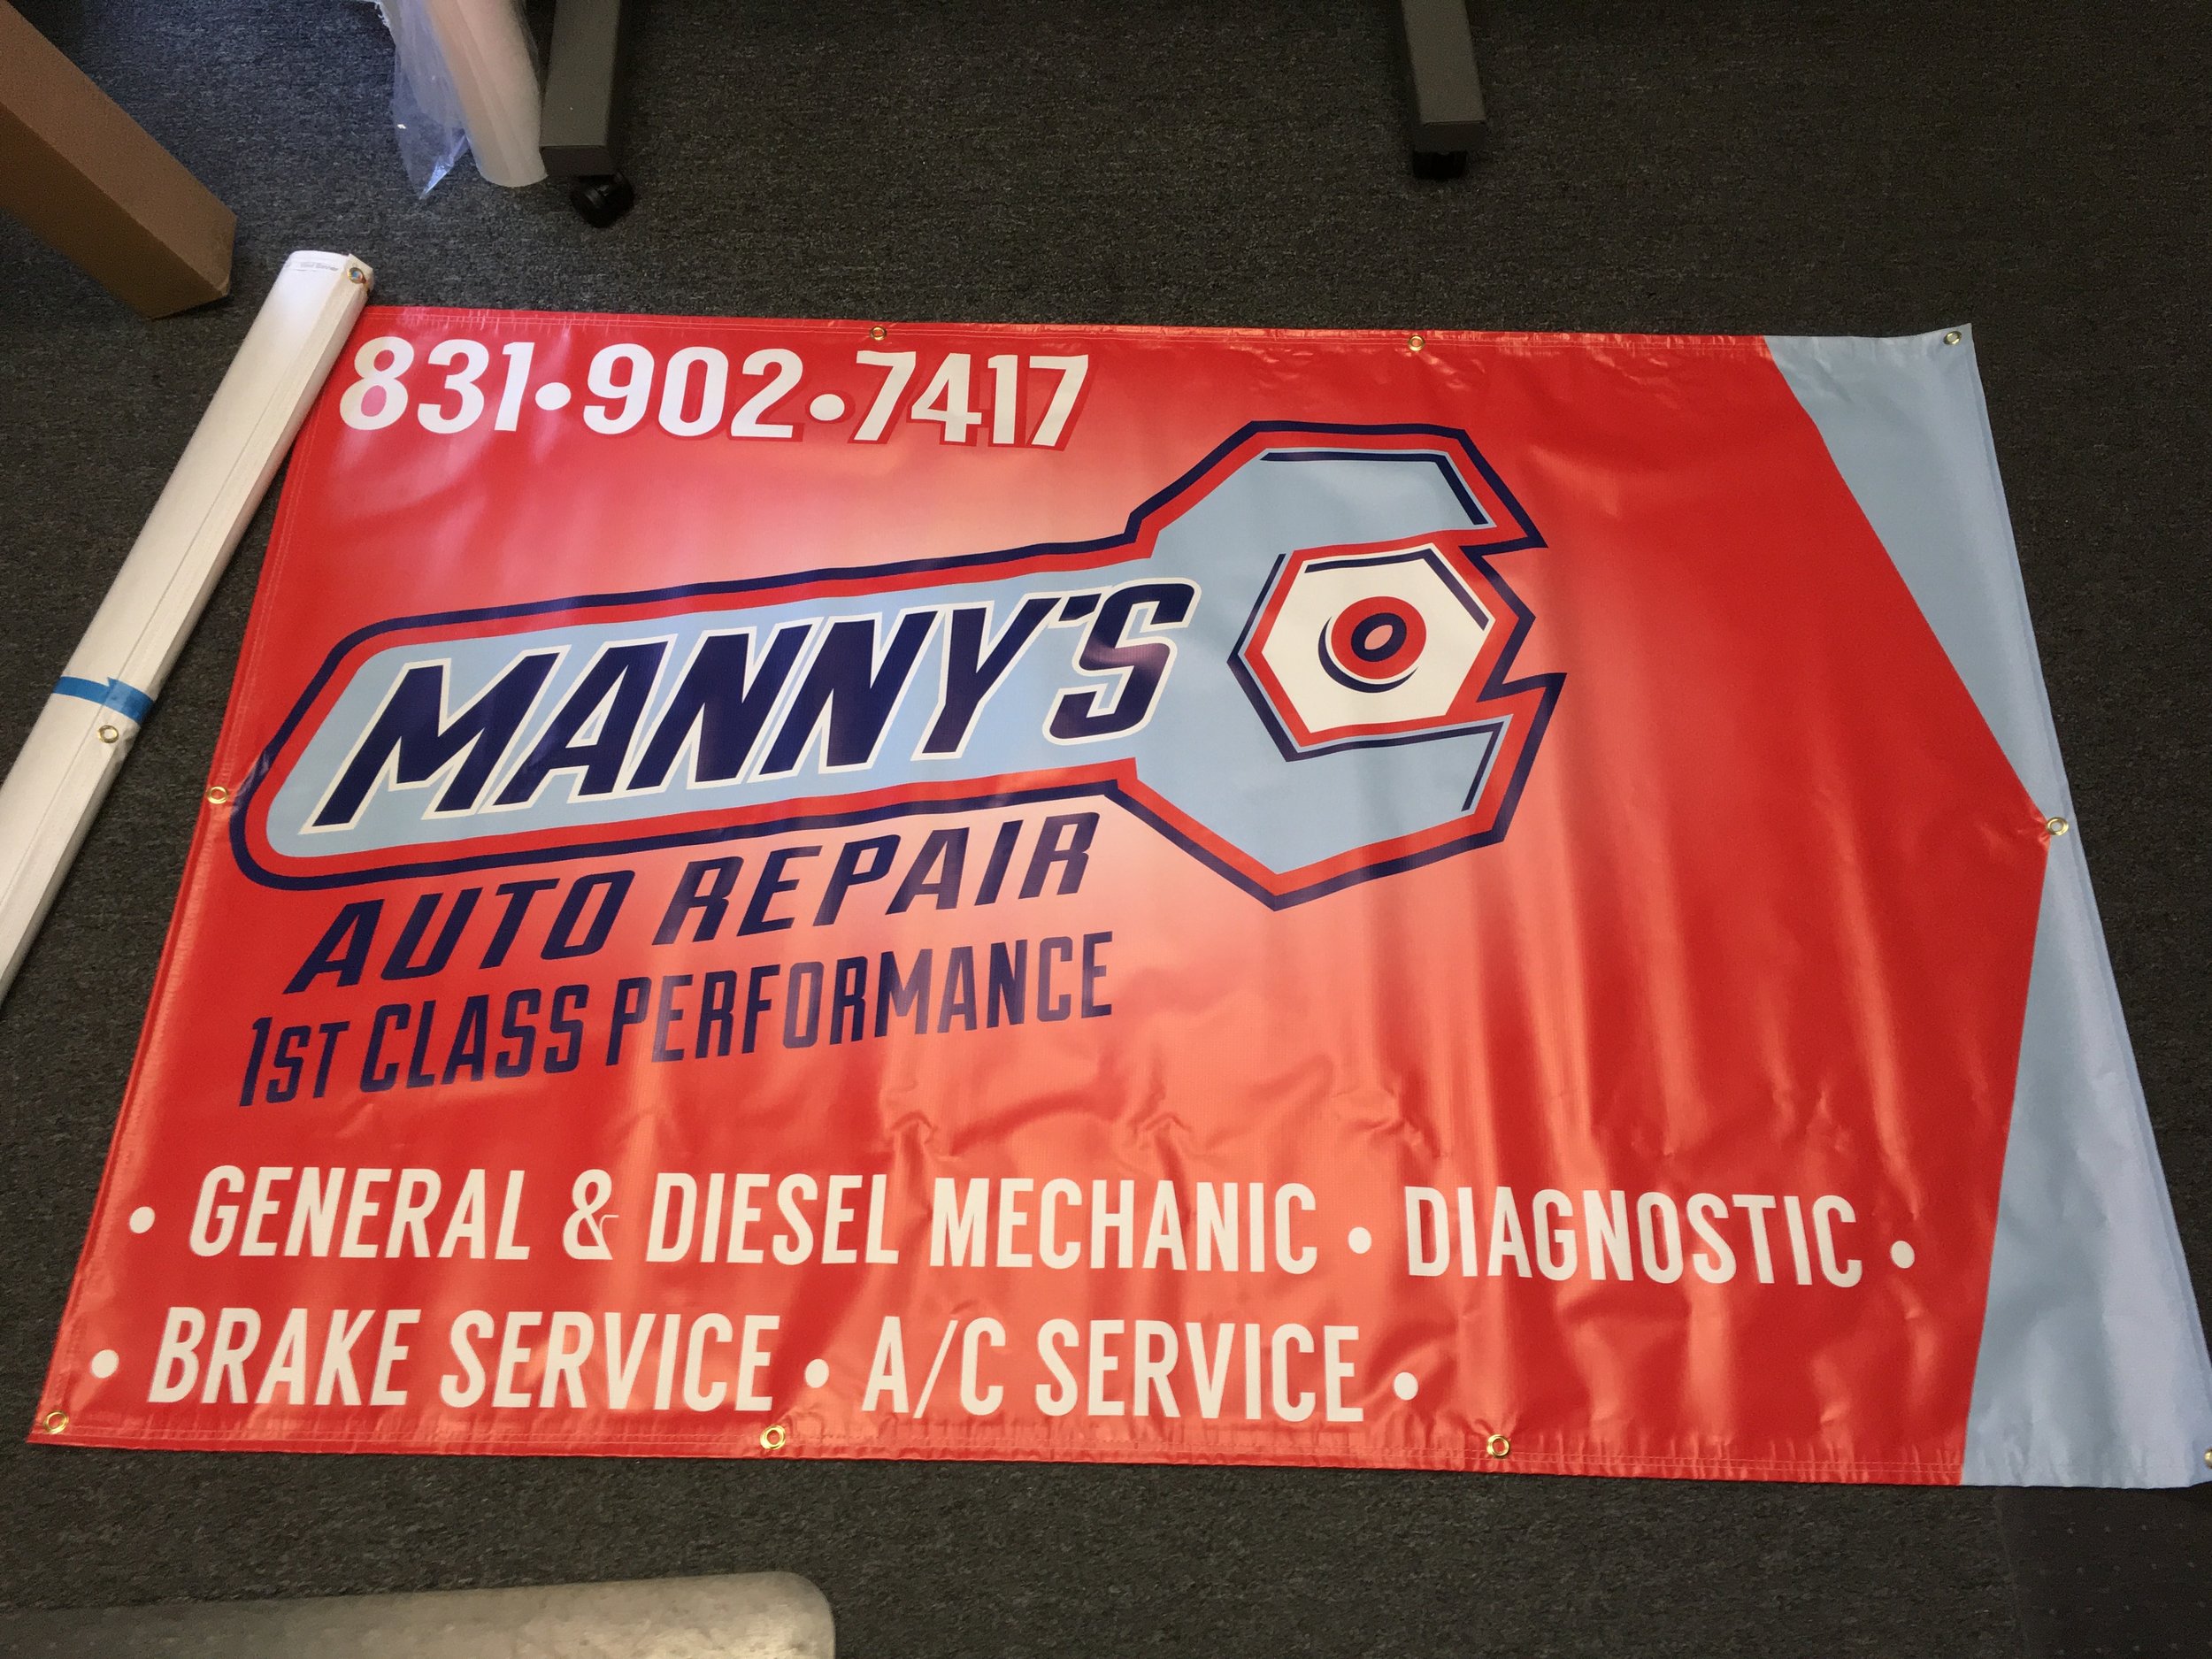 831•902•7417
MANNY'S
AUTO REPAIR
1ST CLASS PERFORMANCE
• GENERAL & DIESEL MECHANIC • DIAGNOSTIC •
• BRAKE SERVICE • A/C SERVICE •